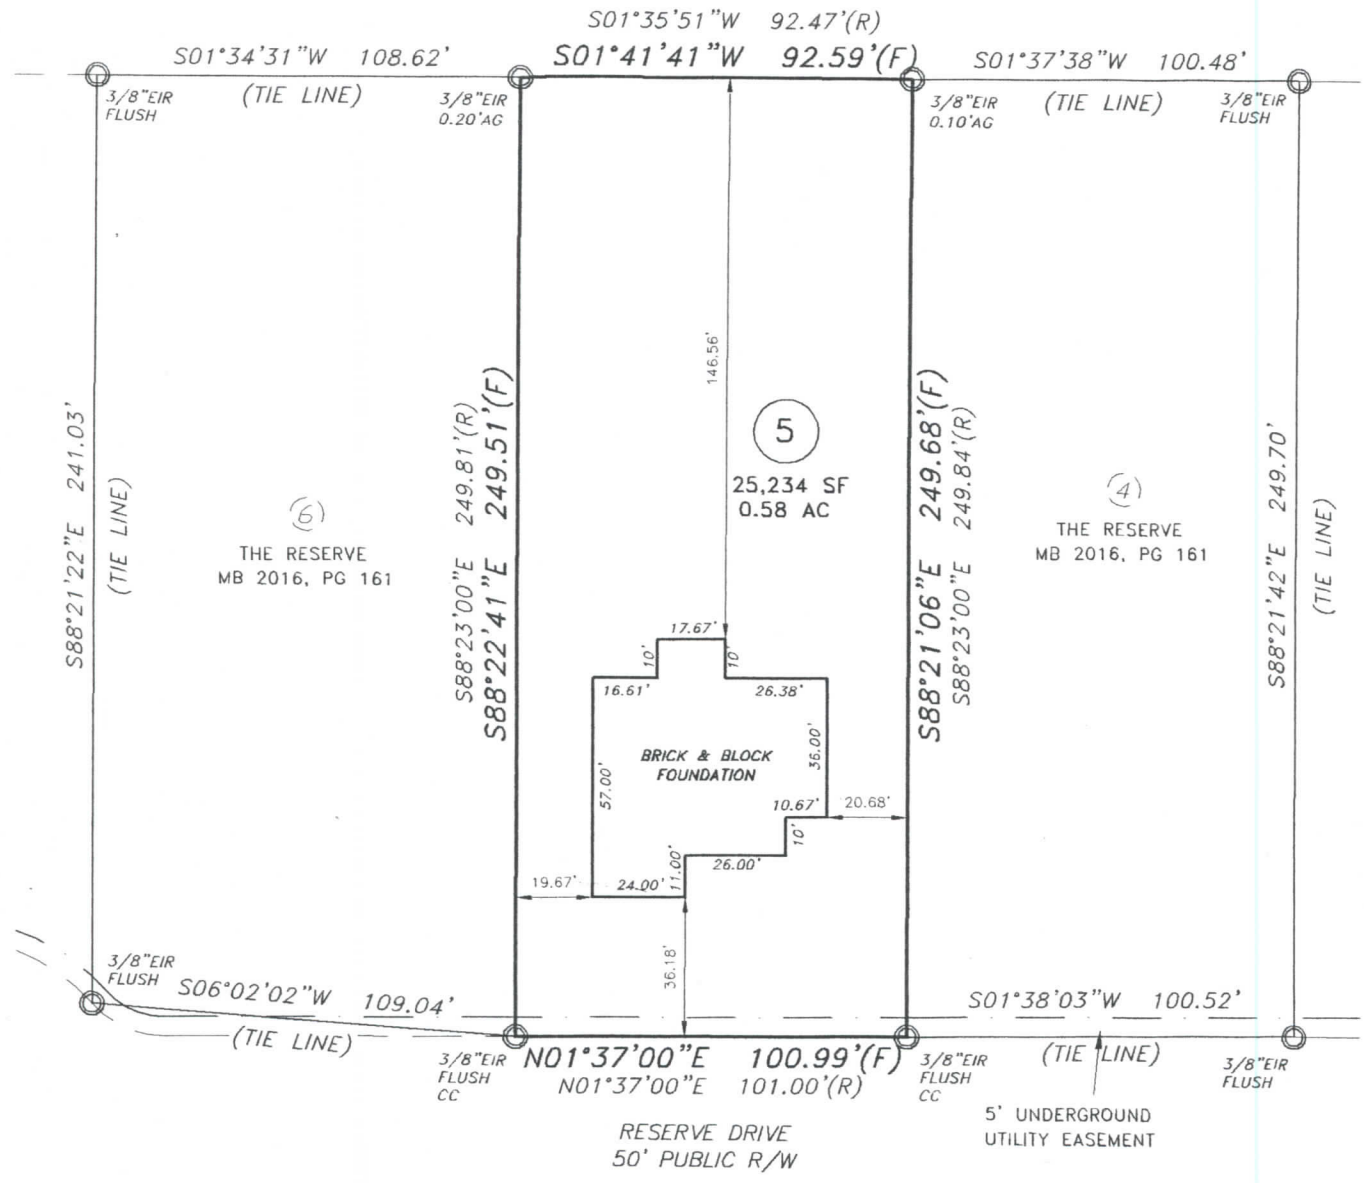 S01°35'51"W 92.47'(R)
S01°34'31"W 108.62'
S01°41'41"W 92.59'(F)
S01°37'38"W 100.48'
(TIE LINE)
(TIE LINE)
3/8"EIR
FLUSH
3/8"EIR
0.20'AG
3/8"EIR
0.10'AG
3/8"EIR
FLUSH
146.56'
S88°21'22"E 241.03'
(TIE LINE)
6
THE RESERVE
MB 2016, PG 161
S88°23'00"E 249.81'(R)
S88°22'41"E 249.51'(F)
5
25,234 SF
0.58 AC
S88°21'06"E 249.68'(F)
S88°23'00"E 249.84'(R)
4
THE RESERVE
MB 2016, PG 161
S88°21'42"E 249.70'
(TIE LINE)
17.67'
10'
10'
16.61'
26.38'
BRICK & BLOCK
FOUNDATION
57.00'
36.00'
10.67'
20.68'
10'
26.00'
11.00'
19.67'
24.00'
36.18'
3/8"EIR
FLUSH
S06°02'02"W 109.04'
(TIE LINE)
S01°38'03"W 100.52'
(TIE LINE)
3/8"EIR
FLUSH
CC
N01°37'00"E 100.99'(F)
N01°37'00"E 101.00'(R)
3/8"EIR
FLUSH
CC
3/8"EIR
FLUSH
RESERVE DRIVE
50' PUBLIC R/W
5' UNDERGROUND
UTILITY EASEMENT